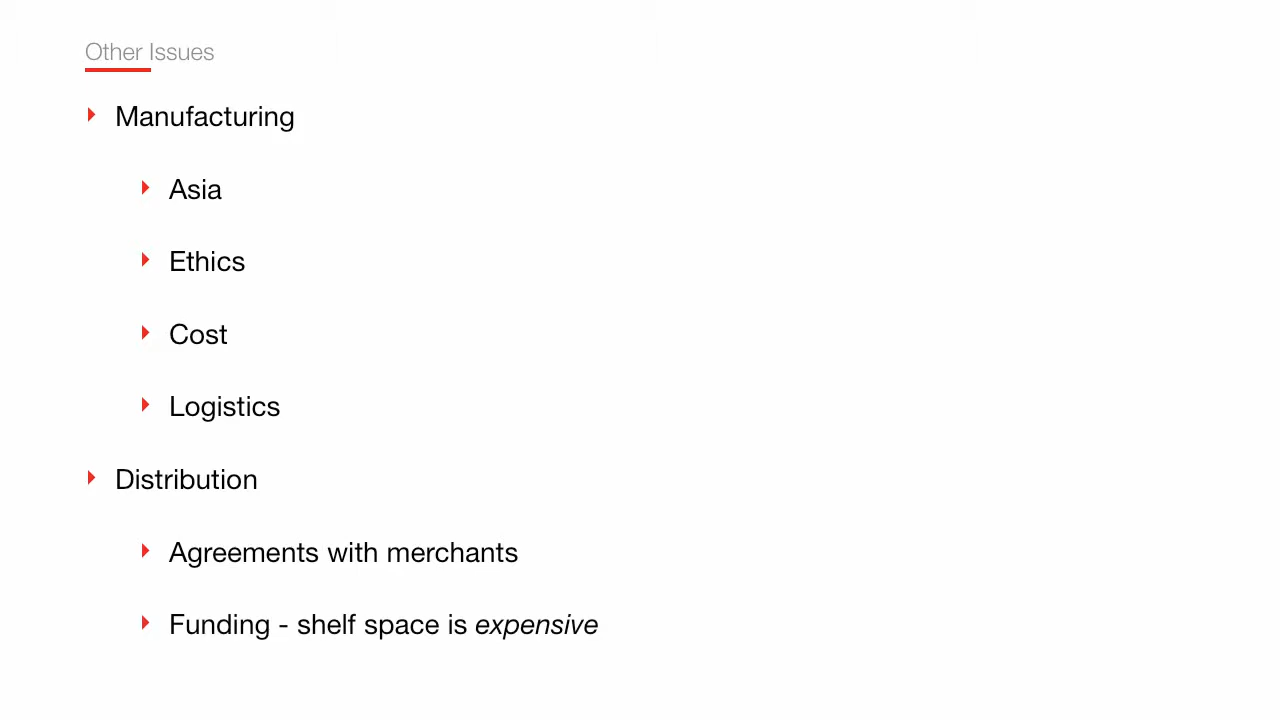 Other Issues
Manufacturing
Asia
Ethics
Cost
Logistics
Distribution
Agreements with merchants
Funding - shelf space is expensive